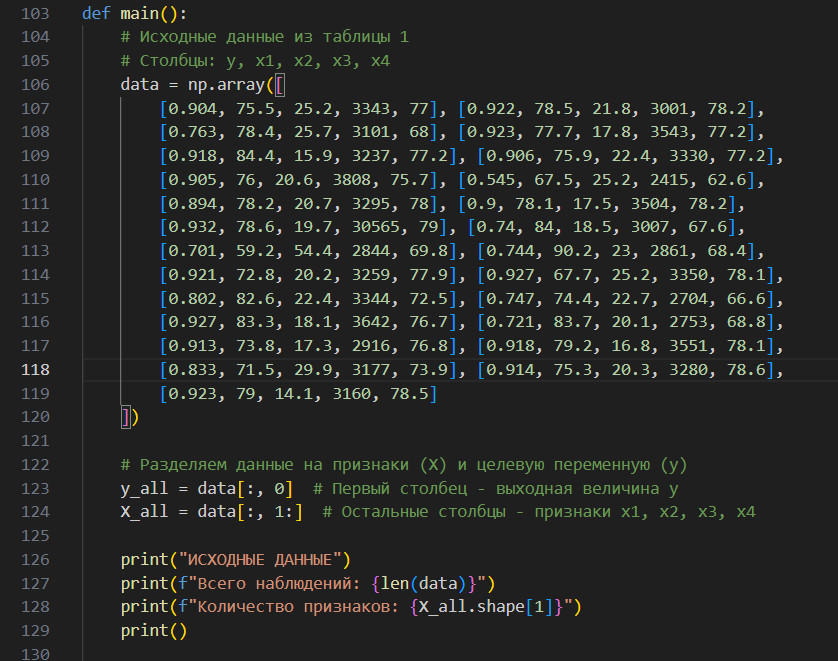 103 def main():
104 # Исходные данные из таблицы 1
105 # Столбцы: y, x1, x2, x3, x4
106 data = np.array([
107 [0.904, 75.5, 25.2, 3343, 77], [0.922, 78.5, 21.8, 3001, 78.2],
108 [0.763, 78.4, 25.7, 3101, 68], [0.923, 77.7, 17.8, 3543, 77.2],
109 [0.918, 84.4, 15.9, 3237, 77.2], [0.906, 75.9, 22.4, 3330, 77.2],
110 [0.905, 76, 20.6, 3808, 75.7], [0.545, 67.5, 25.2, 2415, 62.6],
111 [0.894, 78.2, 20.7, 3295, 78], [0.9, 78.1, 17.5, 3504, 78.2],
112 [0.932, 78.6, 19.7, 30565, 79], [0.74, 84, 18.5, 3007, 67.6],
113 [0.701, 59.2, 54.4, 2844, 69.8], [0.744, 90.2, 23, 2861, 68.4],
114 [0.921, 72.8, 20.2, 3259, 77.9], [0.927, 67.7, 25.2, 3350, 78.1],
115 [0.802, 82.6, 22.4, 3344, 72.5], [0.747, 74.4, 22.7, 2704, 66.6],
116 [0.927, 83.3, 18.1, 3642, 76.7], [0.721, 83.7, 20.1, 2753, 68.8],
117 [0.913, 73.8, 17.3, 2916, 76.8], [0.918, 79.2, 16.8, 3551, 78.1],
118 [0.833, 71.5, 29.9, 3177, 73.9], [0.914, 75.3, 20.3, 3280, 78.6],
119 [0.923, 79, 14.1, 3160, 78.5]
120 ])
121
122 # Разделяем данные на признаки (X) и целевую переменную (y)
123 y_all = data[:, 0] # Первый столбец - выходная величина y
124 X_all = data[:, 1:] # Остальные столбцы - признаки x1, x2, x3, x4
125
126 print("ИСХОДНЫЕ ДАННЫЕ")
127 print(f"Всего наблюдений: {len(data)}")
128 print(f"Количество признаков: {X_all.shape[1]}")
129 print()
130